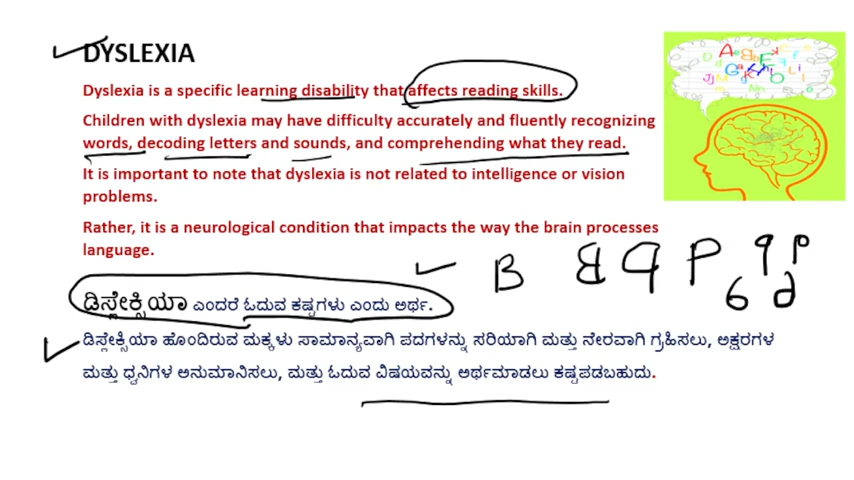 DYSLEXIA
Dyslexia is a specific learning disability that affects reading skills.
Children with dyslexia may have difficulty accurately and fluently recognizing
words, decoding letters and sounds, and comprehending what they read.
It is important to note that dyslexia is not related to intelligence or vision
problems.
Rather, it is a neurological condition that impacts the way the brain processes
language.
B B q P q p
6 d
ಡಿಸ್ಲೇಕ್ಸಿಯಾ ಎಂದರೆ ಓದುವ ಕಷ್ಟಗಳು ಎಂದು ಅರ್ಥ.
ಡಿಸ್ಲೇಕ್ಸಿಯಾ ಹೊಂದಿರುವ ಮಕ್ಕಳು ಸಾಮಾನ್ಯವಾಗಿ ಪದಗಳನ್ನು ಸರಿಯಾಗಿ ಮತ್ತು ನೇರವಾಗಿ ಗ್ರಹಿಸಲು, ಅಕ್ಷರಗಳ
ಮತ್ತು ಧ್ವನಿಗಳ ಅನುಮಾನಿಸಲು, ಮತ್ತು ಓದುವ ವಿಷಯವನ್ನು ಅರ್ಥಮಾಡಲು ಕಷ್ಟಪಡಬಹುದು.